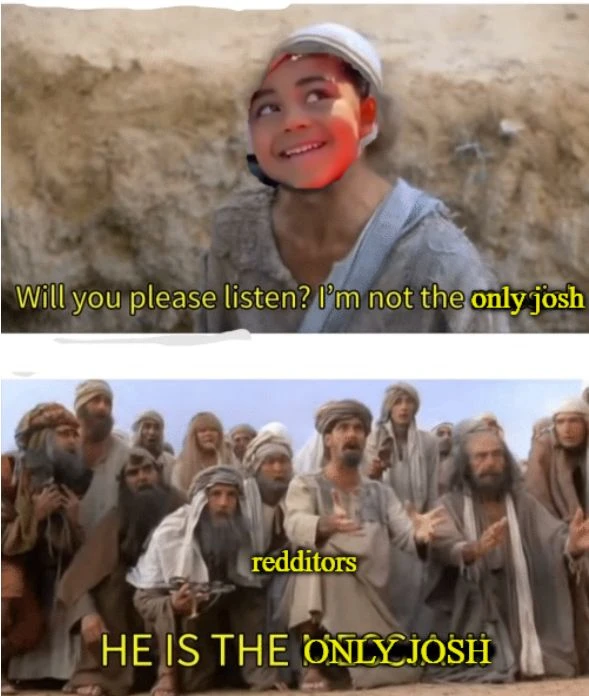 Will you please listen? I'm not the only josh
redditors
HE IS THE ONLY JOSH